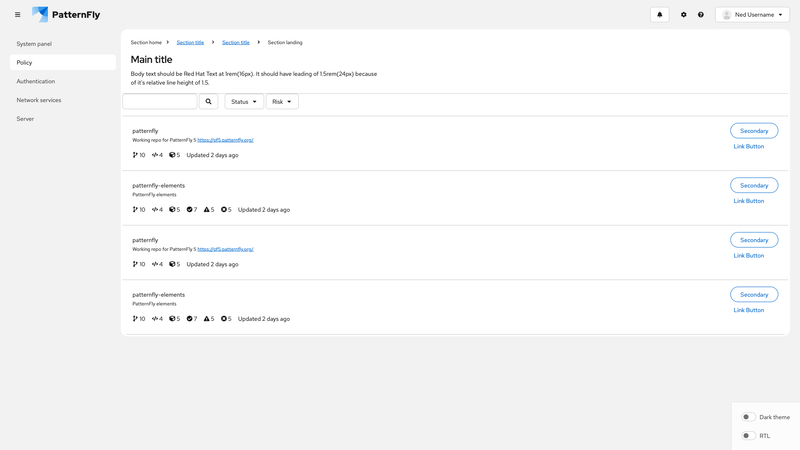 PatternFly
Ned Username
System panel
Policy
Authentication
Network services
Server
Section home
Section title
Section title
Section landing
Main title
Body text should be Red Hat Text at 1rem(16px). It should have leading of 1.5rem(24px) because
of it's relative line height of 1.5.
Status
Risk
patternfly
Secondary
Working repo for PatternFly 5 https://pf5.patternfly.org/
Link Button
10 4 5 Updated 2 days ago
patternfly-elements
Secondary
PatternFly elements
Link Button
10 4 5 7 5 5 Updated 2 days ago
patternfly
Secondary
Working repo for PatternFly 5 https://pf5.patternfly.org/
Link Button
10 4 5 Updated 2 days ago
patternfly-elements
Secondary
PatternFly elements
Link Button
10 4 5 7 5 5 Updated 2 days ago
Dark theme
RTL